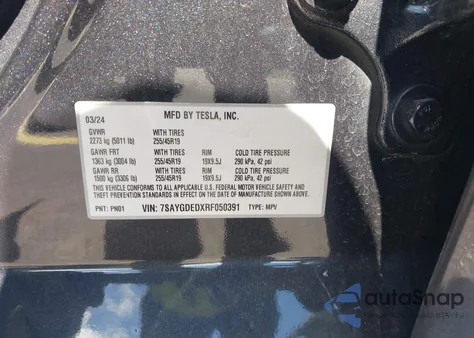 MFD BY TESLA, INC.
03/24
GVWR WITH TIRES
2273 kg (5011 lb) 255/45R19
GAWR FRT WITH TIRES RIM COLD TIRE PRESSURE
1363 kg (3004 lb) 255/45R19 19X9.5J 290 kPa, 42 psi
GAWR RR WITH TIRES RIM COLD TIRE PRESSURE
1500 kg (3306 lb) 255/45R19 19X9.5J 290 kPa, 42 psi
THIS VEHICLE CONFORMS TO ALL APPLICABLE U.S. FEDERAL MOTOR VEHICLE SAFETY AND
THEFT PREVENTION STANDARDS IN EFFECT ON THE DATE OF MANUFACTURE SHOWN ABOVE.
PNT: PN01 VIN: 7SAYGDEDXRF050391 TYPE: MPV
autoSnap